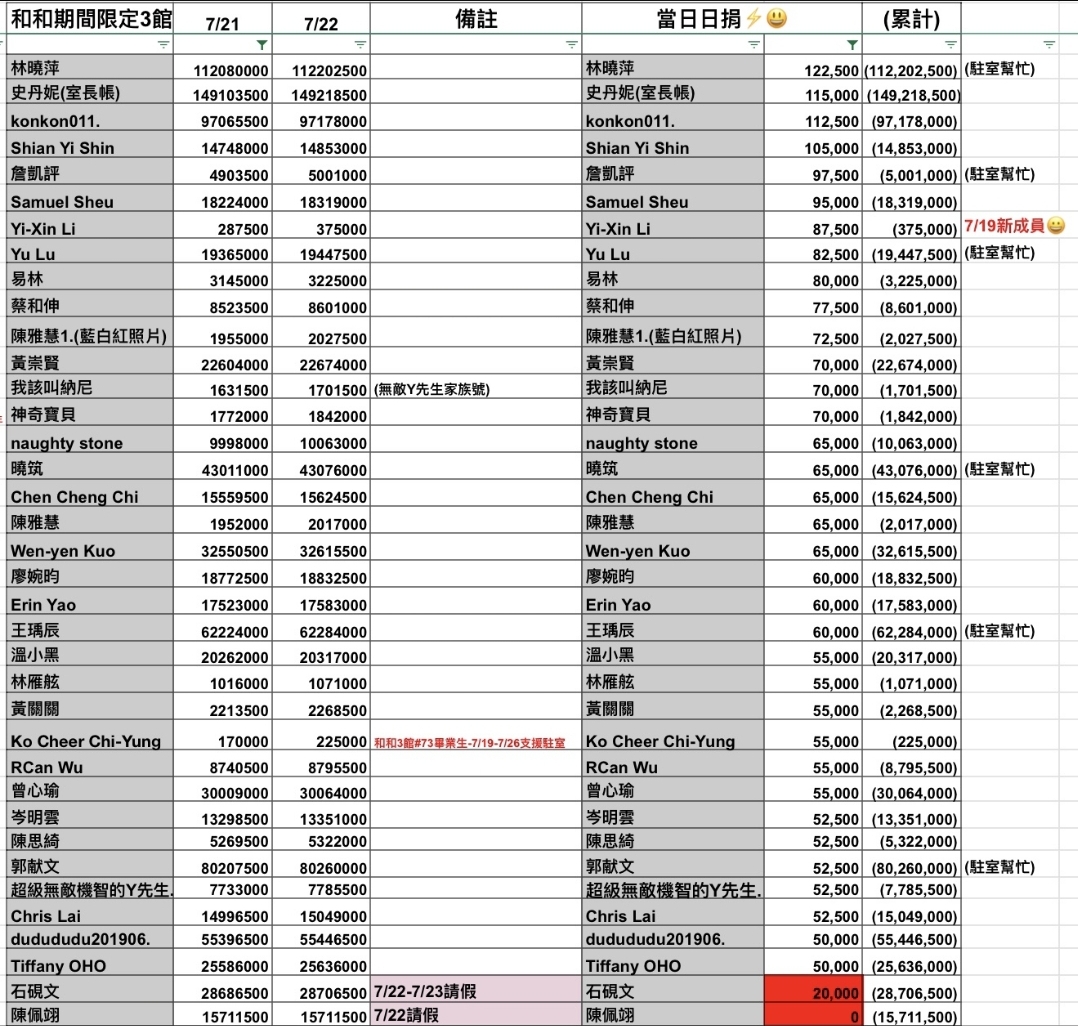 和和期間限定3館 7/21 7/22 備註 當日日捐⚡😃 (累計)
林曉萍 112080000 112202500 林曉萍 122,500 (112,202,500) (駐室幫忙)
史丹妮(室長帳) 149103500 149218500 史丹妮(室長帳) 115,000 (149,218,500)
konkon011. 97065500 97178000 konkon011. 112,500 (97,178,000)
Shian Yi Shin 14748000 14853000 Shian Yi Shin 105,000 (14,853,000)
詹凱評 4903500 5001000 詹凱評 97,500 (5,001,000) (駐室幫忙)
Samuel Sheu 18224000 18319000 Samuel Sheu 95,000 (18,319,000)
Yi-Xin Li 287500 375000 Yi-Xin Li 87,500 (375,000) 7/19新成員😀
Yu Lu 19365000 19447500 Yu Lu 82,500 (19,447,500) (駐室幫忙)
易林 3145000 3225000 易林 80,000 (3,225,000)
蔡和伸 8523500 8601000 蔡和伸 77,500 (8,601,000)
陳雅慧1.(藍白紅照片) 1955000 2027500 陳雅慧1.(藍白紅照片) 72,500 (2,027,500)
黃崇賢 22604000 22674000 黃崇賢 70,000 (22,674,000)
我該叫納尼 1631500 1701500 (無敵Y先生家族號) 我該叫納尼 70,000 (1,701,500)
神奇寶貝 1772000 1842000 神奇寶貝 70,000 (1,842,000)
naughty stone 9998000 10063000 naughty stone 65,000 (10,063,000)
曉筑 43011000 43076000 曉筑 65,000 (43,076,000) (駐室幫忙)
Chen Cheng Chi 15559500 15624500 Chen Cheng Chi 65,000 (15,624,500)
陳雅慧 1952000 2017000 陳雅慧 65,000 (2,017,000)
Wen-yen Kuo 32550500 32615500 Wen-yen Kuo 65,000 (32,615,500)
廖婉昀 18772500 18832500 廖婉昀 60,000 (18,832,500)
Erin Yao 17523000 17583000 Erin Yao 60,000 (17,583,000)
王瑀辰 62224000 62284000 王瑀辰 60,000 (62,284,000) (駐室幫忙)
溫小黑 20262000 20317000 溫小黑 55,000 (20,317,000)
林雁舷 1016000 1071000 林雁舷 55,000 (1,071,000)
黃關關 2213500 2268500 黃關關 55,000 (2,268,500)
Ko Cheer Chi-Yung 170000 225000 和和3館#73畢業生-7/19-7/26支援駐室 Ko Cheer Chi-Yung 55,000 (225,000)
RCan Wu 8740500 8795500 RCan Wu 55,000 (8,795,500)
曾心瑜 30009000 30064000 曾心瑜 55,000 (30,064,000)
岑明雲 13298500 13351000 岑明雲 52,500 (13,351,000)
陳思綺 5269500 5322000 陳思綺 52,500 (5,322,000)
郭献文 80207500 80260000 郭献文 52,500 (80,260,000) (駐室幫忙)
超級無敵機智的Y先生. 7733000 7785500 超級無敵機智的Y先生. 52,500 (7,785,500)
Chris Lai 14996500 15049000 Chris Lai 52,500 (15,049,000)
dudududu201906. 55396500 55446500 dudududu201906. 50,000 (55,446,500)
Tiffany OHO 25586000 25636000 Tiffany OHO 50,000 (25,636,000)
石硯文 28686500 28706500 7/22-7/23請假 石硯文 20,000 (28,706,500)
陳佩翊 15711500 15711500 7/22請假 陳佩翊 0 (15,711,500)